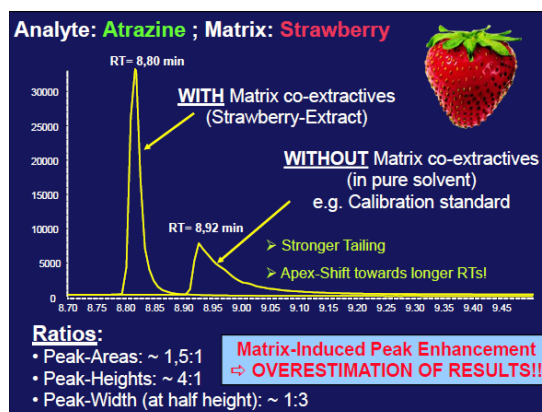 Analyte: Atrazine ; Matrix: Strawberry
RT= 8,80 min
30000
25000
20000
15000
10000
5000
0
WITH Matrix co-extractives
(Strawberry-Extract)
WITHOUT Matrix co-extractives
(in pure solvent)
e.g. Calibration standard
RT= 8,92 min
➢ Stronger Tailing
➢ Apex-Shift towards longer RTs!
8.70 8.75 8.80 8.85 8.90 8.95 9.00 9.05 9.10 9.15 9.20 9.25 9.30 9.35 9.40 9.45
Ratios:
• Peak-Areas: ~ 1,5:1
• Peak-Heights: ~ 4:1
• Peak-Width (at half height): ~ 1:3
Matrix-Induced Peak Enhancement
⇨ OVERESTIMATION OF RESULTS!!